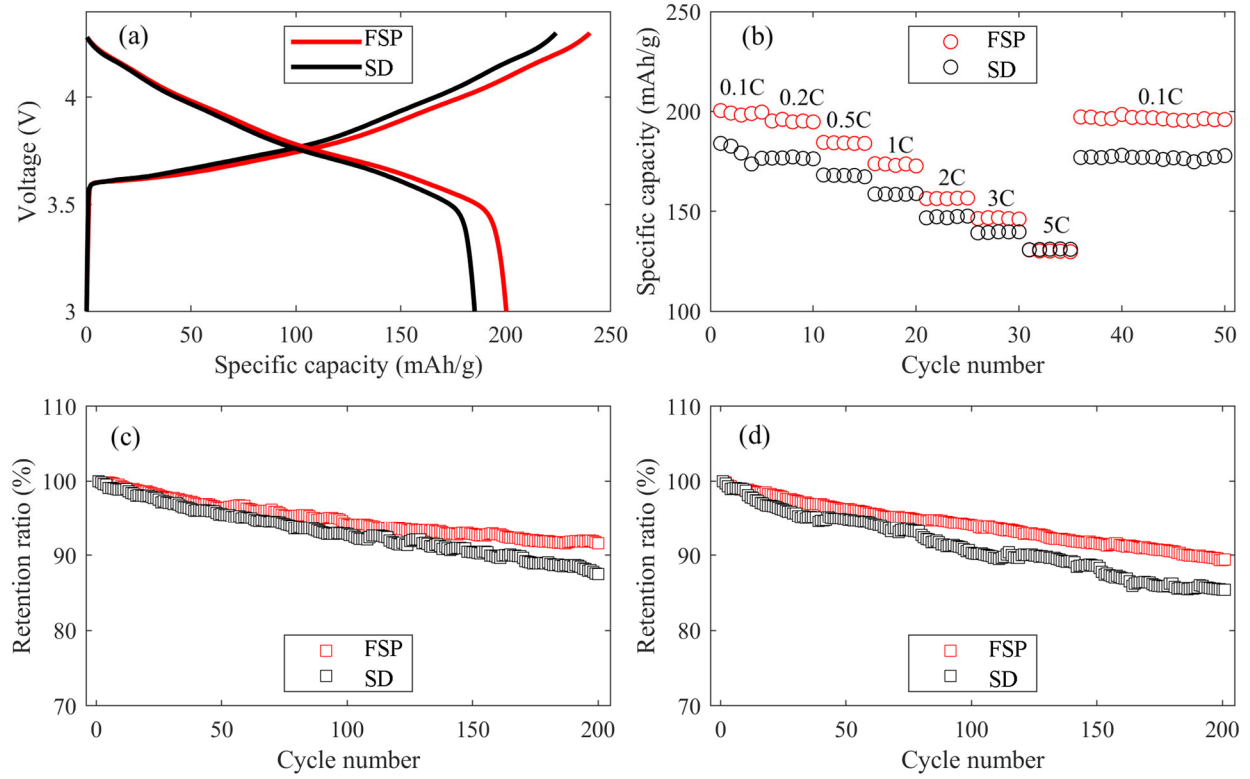 (a)
FSP
SD
4
3.5
3
Voltage (V)
0
50
100
150
200
250
Specific capacity (mAh/g)
(b)
FSP
SD
0.1C
0.2C
0.5C
1C
2C
3C
5C
0.1C
250
200
150
100
Specific capacity (mAh/g)
0
10
20
30
40
50
Cycle number
(c)
110
100
90
80
70
Retention ratio (%)
FSP
SD
0
50
100
150
200
Cycle number
(d)
110
100
90
80
70
Retention ratio (%)
FSP
SD
0
50
100
150
200
Cycle number